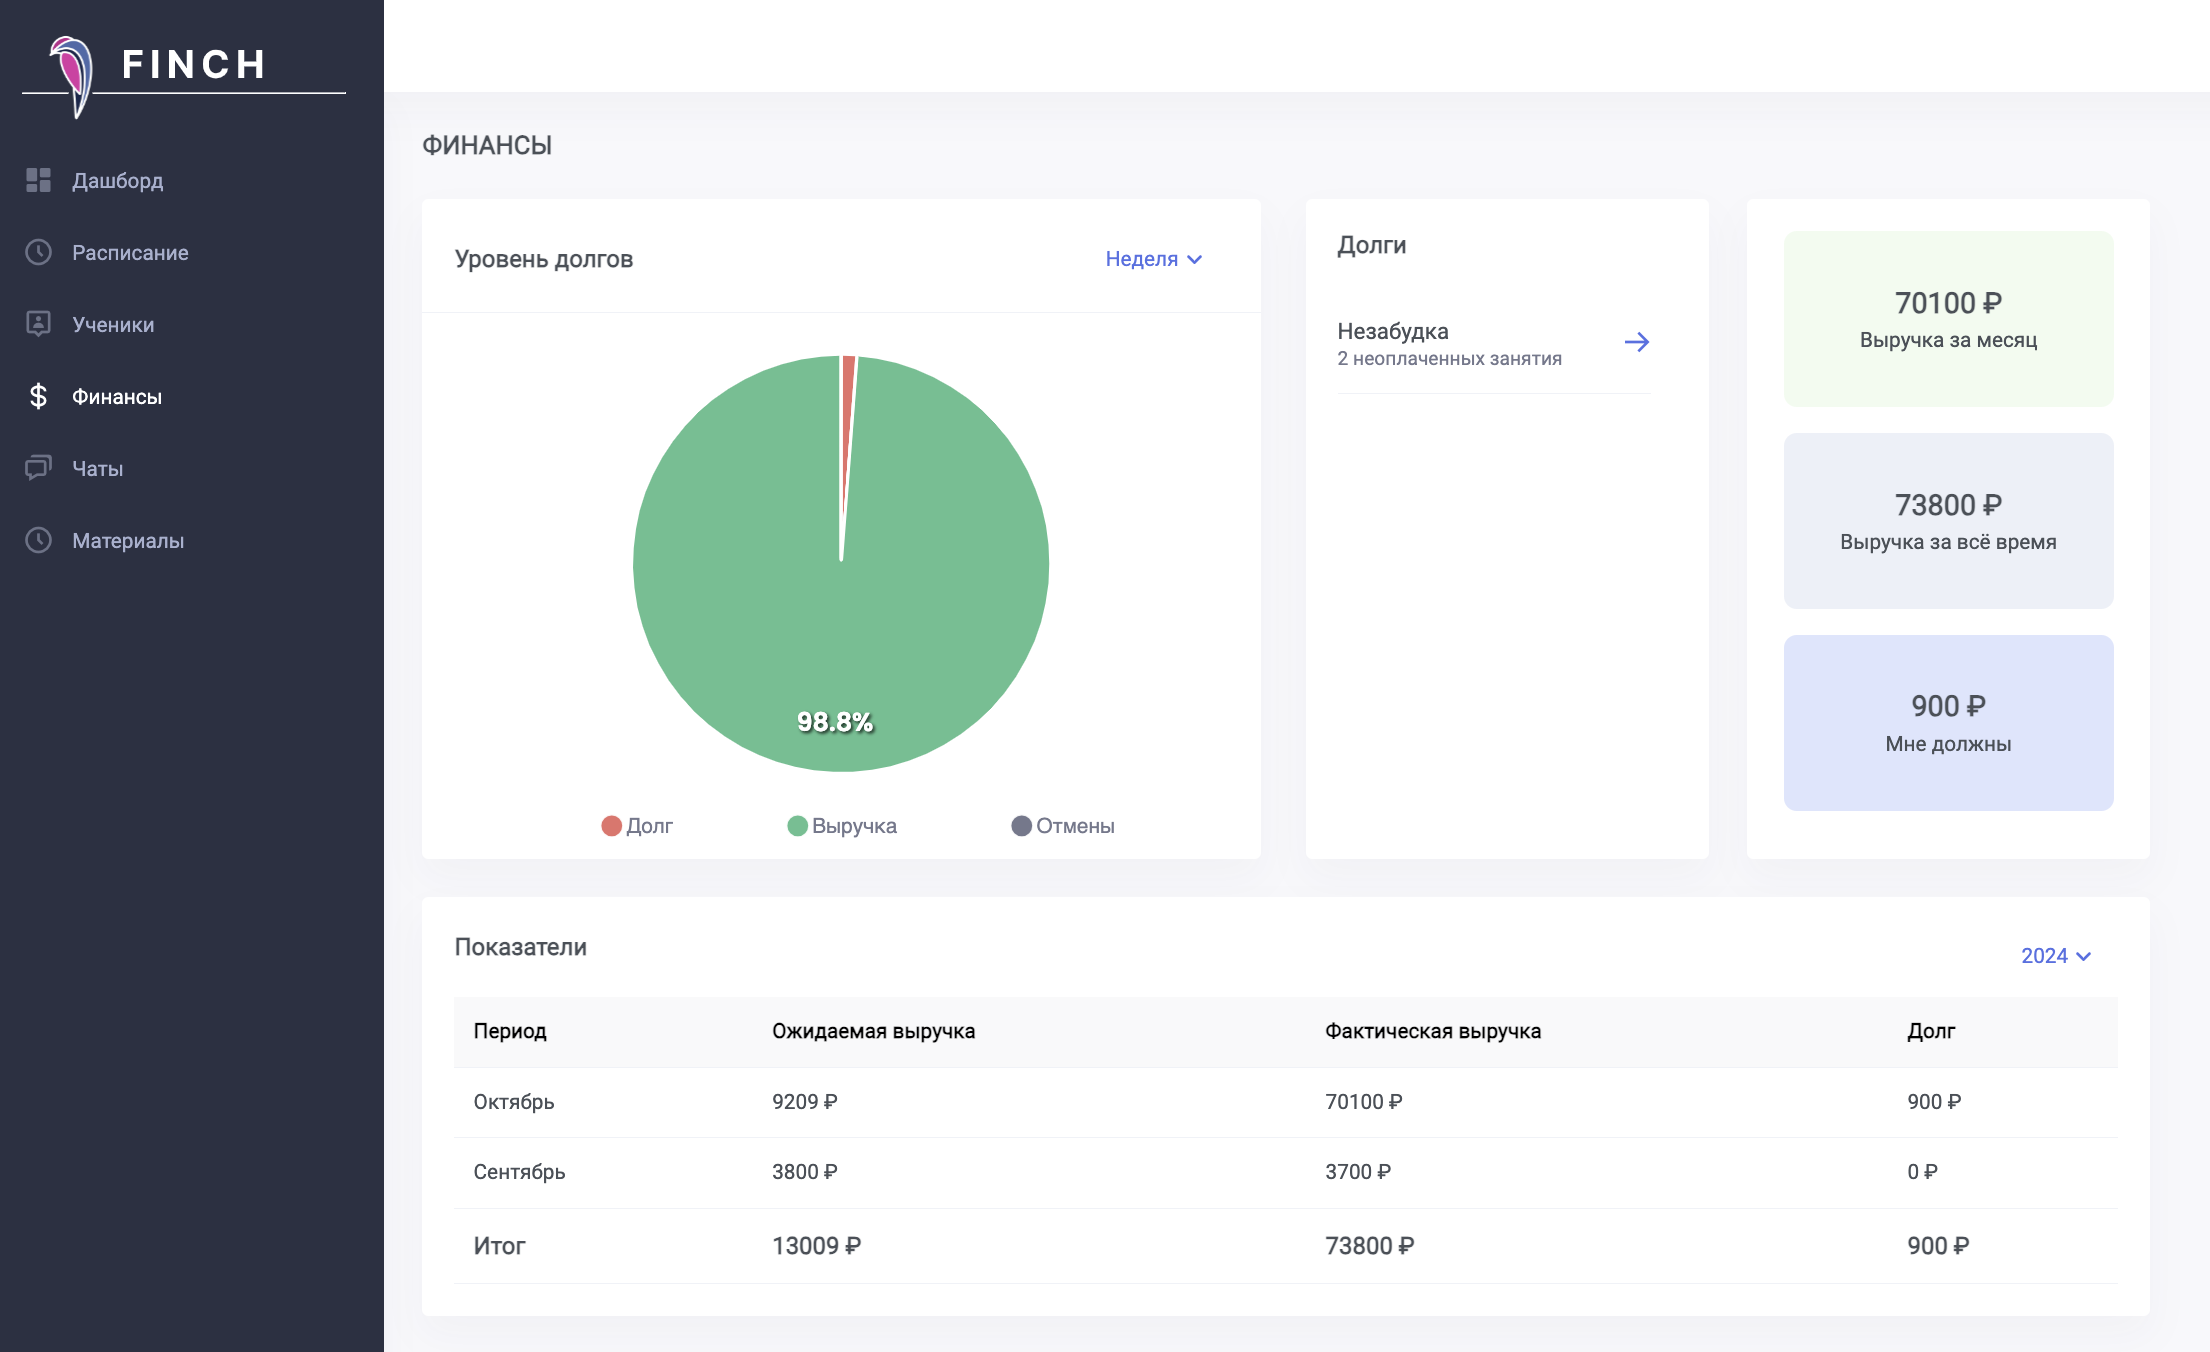 FINCH
Дашборд
Расписание
Ученики
Финансы
Чаты
Материалы
ФИНАНСЫ
Уровень долгов
Неделя
98.8%
Долг Выручка Отмены
Долги
Незабудка
2 неоплаченных занятия
70100 ₽
Выручка за месяц
73800 ₽
Выручка за всё время
900 ₽
Мне должны
Показатели
2024
Период Ожидаемая выручка Фактическая выручка Долг
Октябрь 9209 ₽ 70100 ₽ 900 ₽
Сентябрь 3800 ₽ 3700 ₽ 0 ₽
Итог 13009 ₽ 73800 ₽ 900 ₽